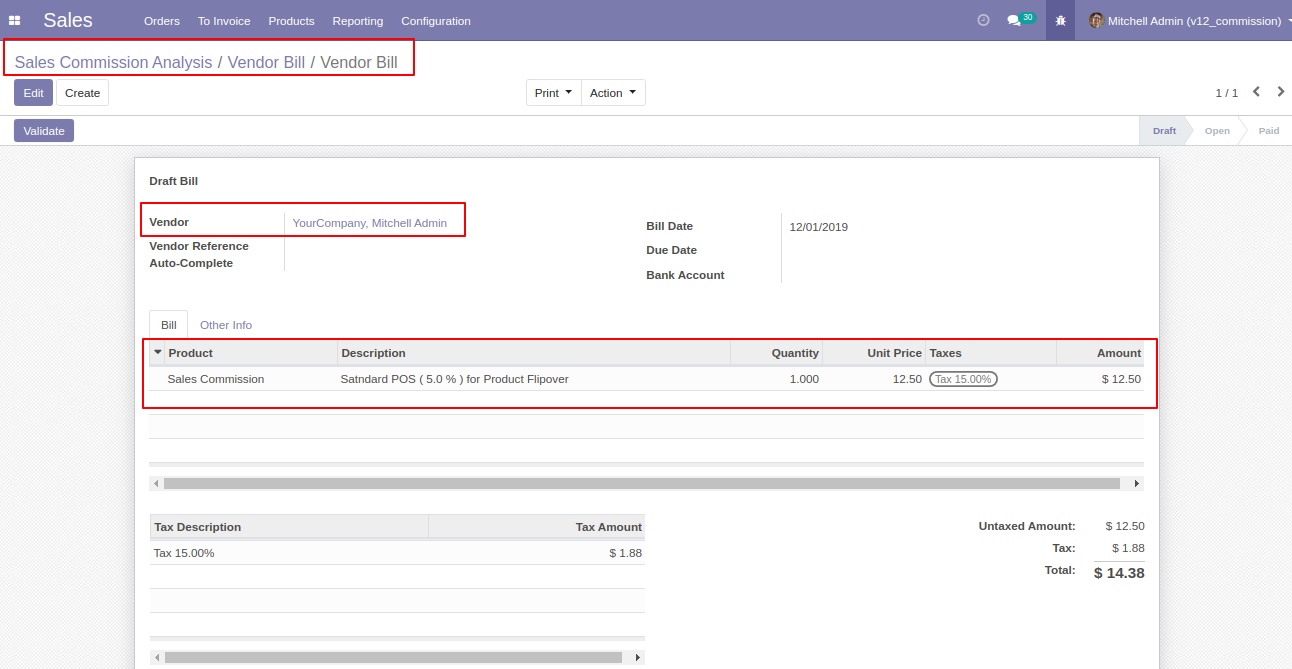 Sales Orders To Invoice Products Reporting Configuration 30 Mitchell Admin (v12_commission)
Sales Commission Analysis / Vendor Bill / Vendor Bill
Edit Create Print Action 1 / 1
Validate Draft Open Paid
Draft Bill
Vendor YourCompany, Mitchell Admin
Vendor Reference
Auto-Complete
Bill Date 12/01/2019
Due Date
Bank Account
Bill Other Info
Product Description Quantity Unit Price Taxes Amount
Sales Commission Satndard POS ( 5.0 % ) for Product Flipover 1.000 12.50 Tax 15.00% $ 12.50
Tax Description Tax Amount
Tax 15.00% $ 1.88
Untaxed Amount: $ 12.50
Tax: $ 1.88
Total: $ 14.38